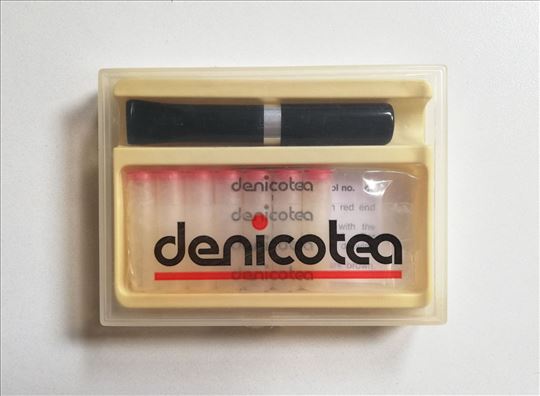 denicotea
ol no.
denicotea
red end
with the
denicotea
denicotea